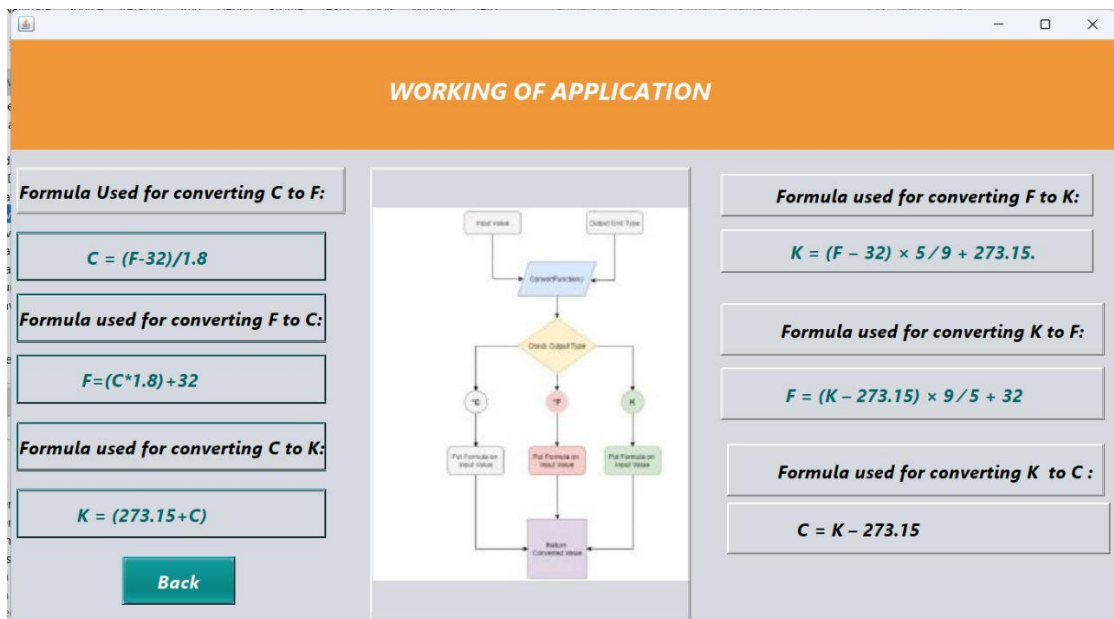 WORKING OF APPLICATION
Formula Used for converting C to F:
C = (F-32)/1.8
Formula used for converting F to C:
F=(C*1.8)+32
Formula used for converting C to K:
K = (273.15+C)
Back
Input value
Output Unit Type
ConvertFunction()
Check Output Type
°C
°F
K
Put Formula on
Input Value
Put Formula on
Input Value
Put Formula on
Input Value
Return
Converted Value
Formula used for converting F to K:
K = (F − 32) × 5 ⁄ 9 + 273.15.
Formula used for converting K to F:
F = (K – 273.15) × 9 ⁄ 5 + 32
Formula used for converting K  to C :
C = K – 273.15